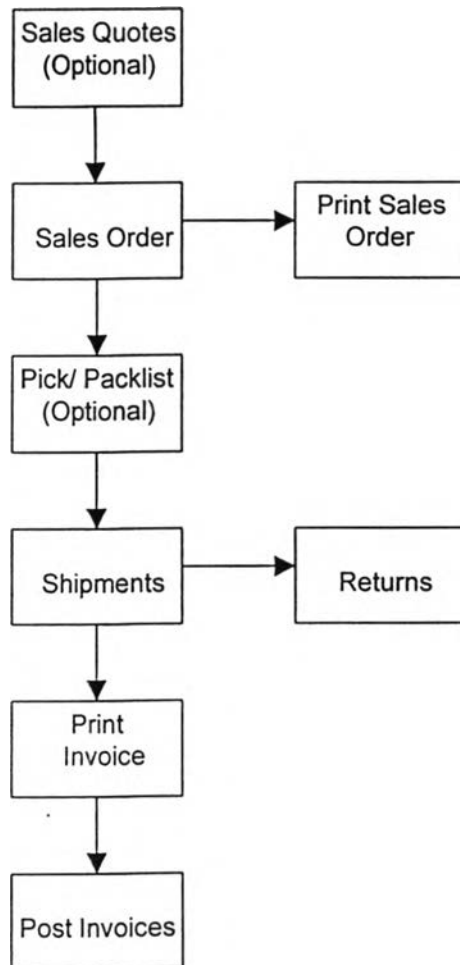 Sales Quotes
(Optional)
Sales Order
Print Sales
Order
Pick/ Packlist
(Optional)
Shipments
Returns
Print
Invoice
Post Invoices